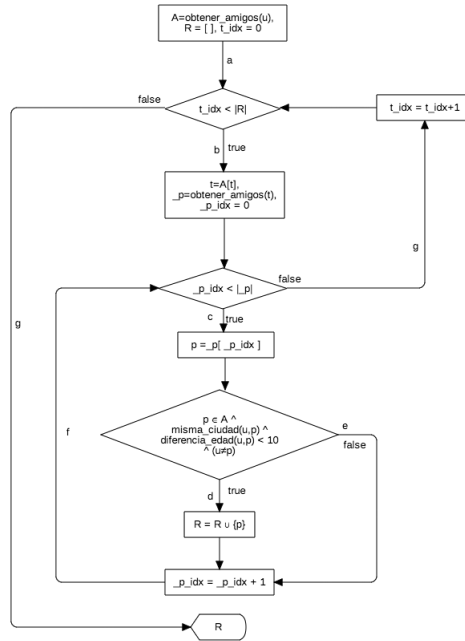 A=obtener_amigos(u),
R = [ ], t_idx = 0
a
false
t_idx < |R|
t_idx = t_idx+1
b
true
t=A[t],
_p=obtener_amigos(t),
_p_idx = 0
g
_p_idx < |_p|
false
c
true
g
p =_p[ _p_idx ]
p ∈ A ^
misma_ciudad(u,p) ^
diferencia_edad(u,p) < 10
^ (u≠p)
e
false
f
d
true
R = R ∪ {p}
_p_idx = _p_idx + 1
R